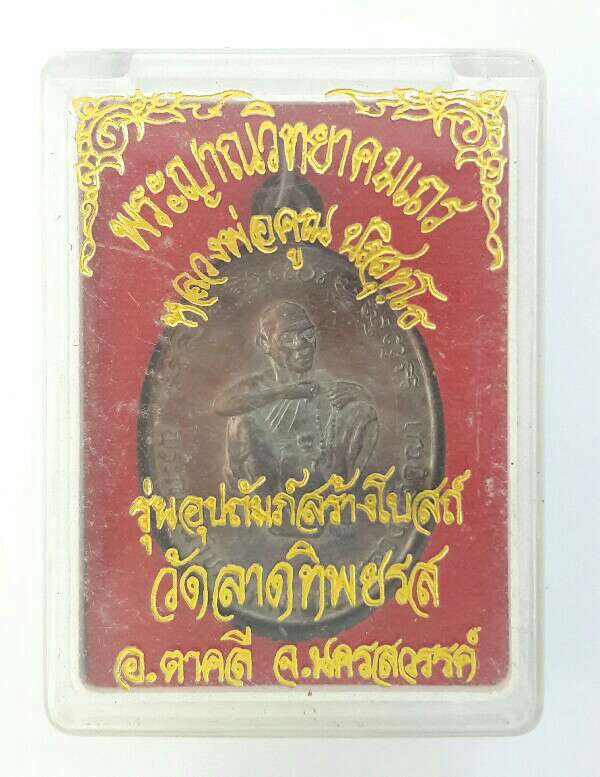 พระญาณวิทยาคมเถร
หลวงพ่อคูณ ปริสุทฺโธ
รุ่นอุปถัมภ์สร้างโบสถ์
วัดลาดทิพยรส
อ.ตาคลี จ.นครสวรรค์